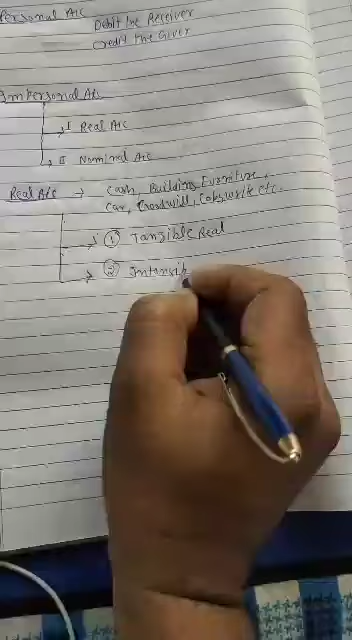 Personal A/c
Debit the Receiver
Credit the Giver
Impersonal A/c
→ I Real A/c
→ II Nominal A/c
Real A/c → Cash, Building, Furniture,
Car, Goodwill, Copywrite etc.
→ ① Tangible Real
→ ② Intangib